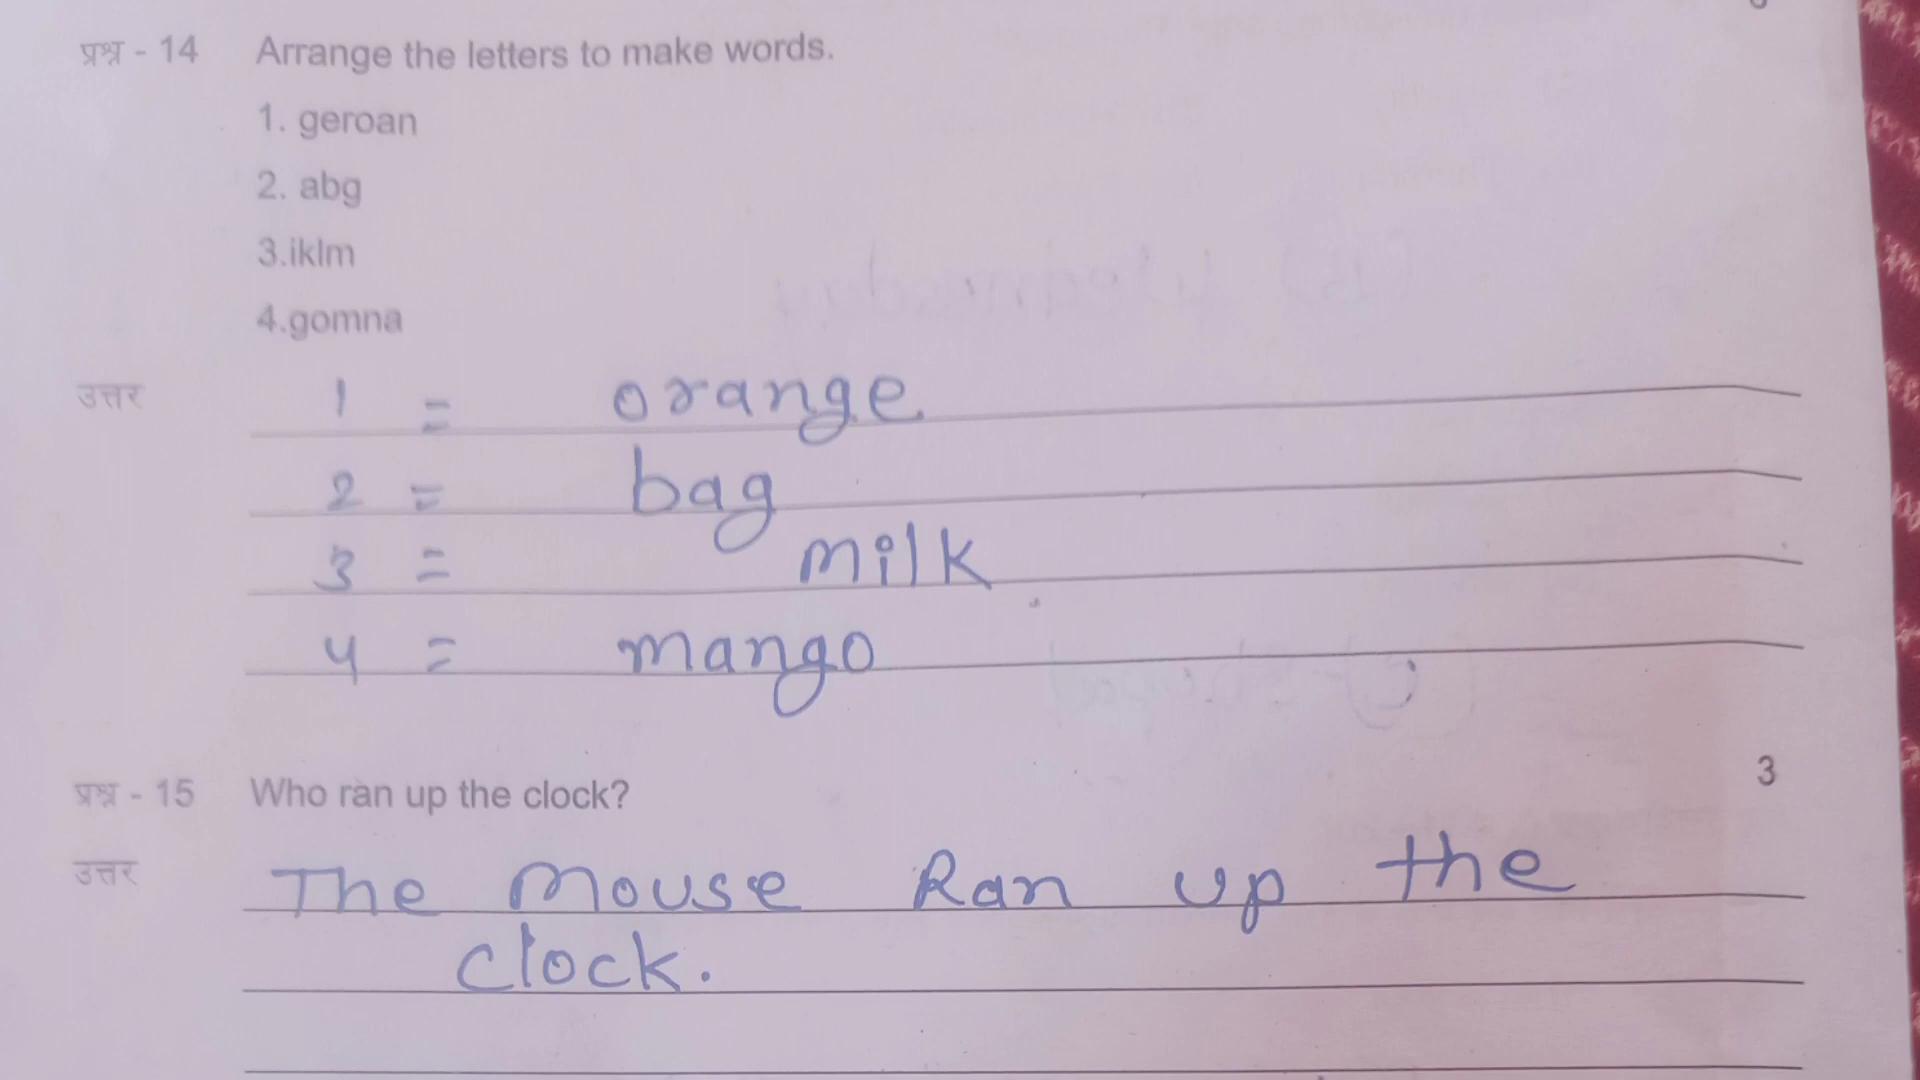 प्रश्न - 14 Arrange the letters to make words.
1. geroan
2. abg
3.iklm
4.gomna
उत्तर 1 = orange
2 = bag
3 = milk
4 = mango
3
प्रश्न - 15 Who ran up the clock?
उत्तर The mouse Ran up the
clock.